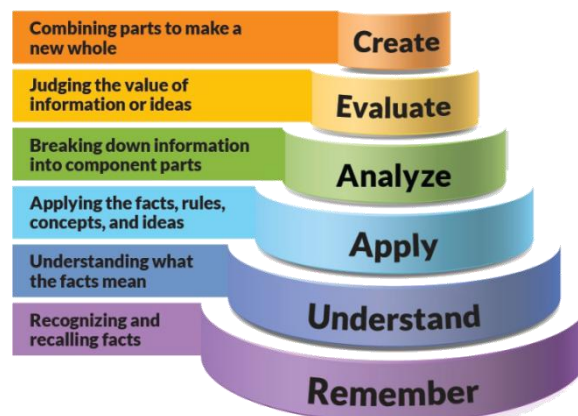 Combining parts to make a
new whole
Create
Judging the value of
information or ideas
Evaluate
Breaking down information
into component parts
Analyze
Applying the facts, rules,
concepts, and ideas
Apply
Understanding what
the facts mean
Understand
Recognizing and
recalling facts
Remember